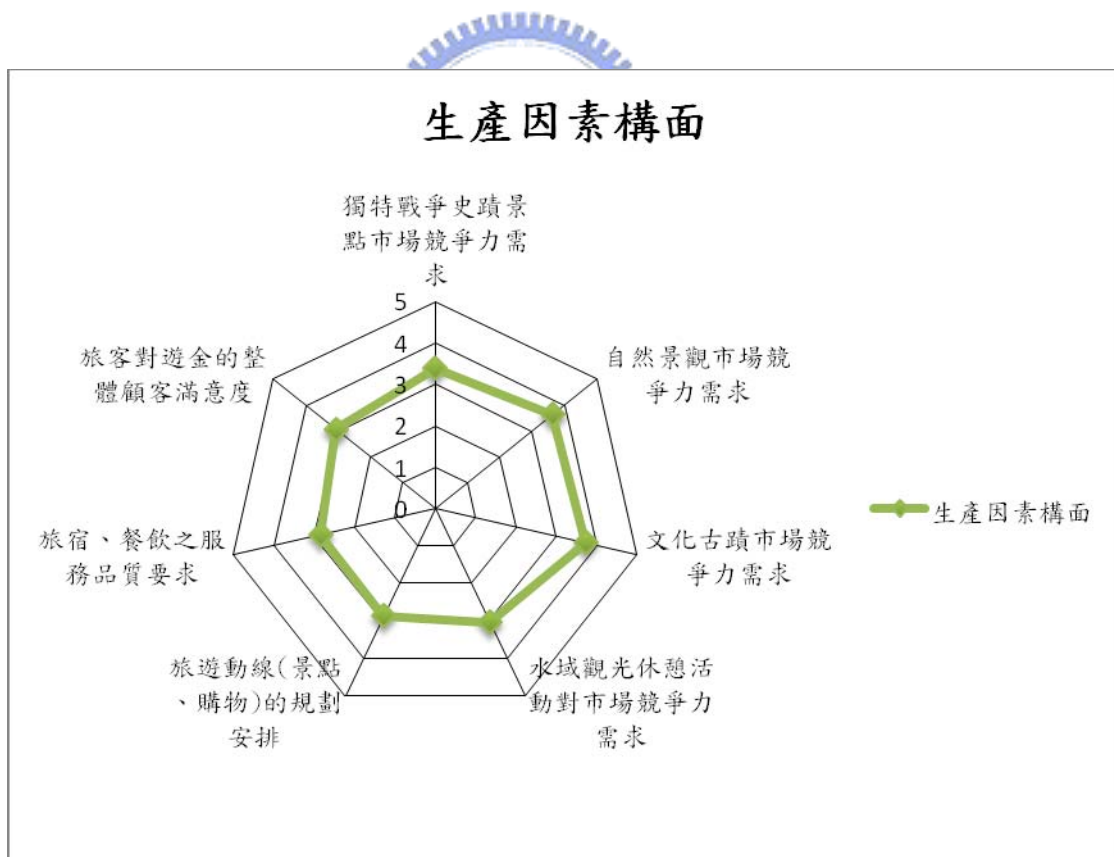 生產因素構面
獨特戰爭史蹟景
點市場競爭力需
求
5
4
3
2
1
0
自然景觀市場競
爭力需求
文化古蹟市場競
爭力需求
水域觀光休憩活
動對市場競爭力
需求
旅遊動線(景點
、購物)的規劃
安排
旅宿、餐飲之服
務品質要求
旅客對遊金的整
體顧客滿意度
生產因素構面